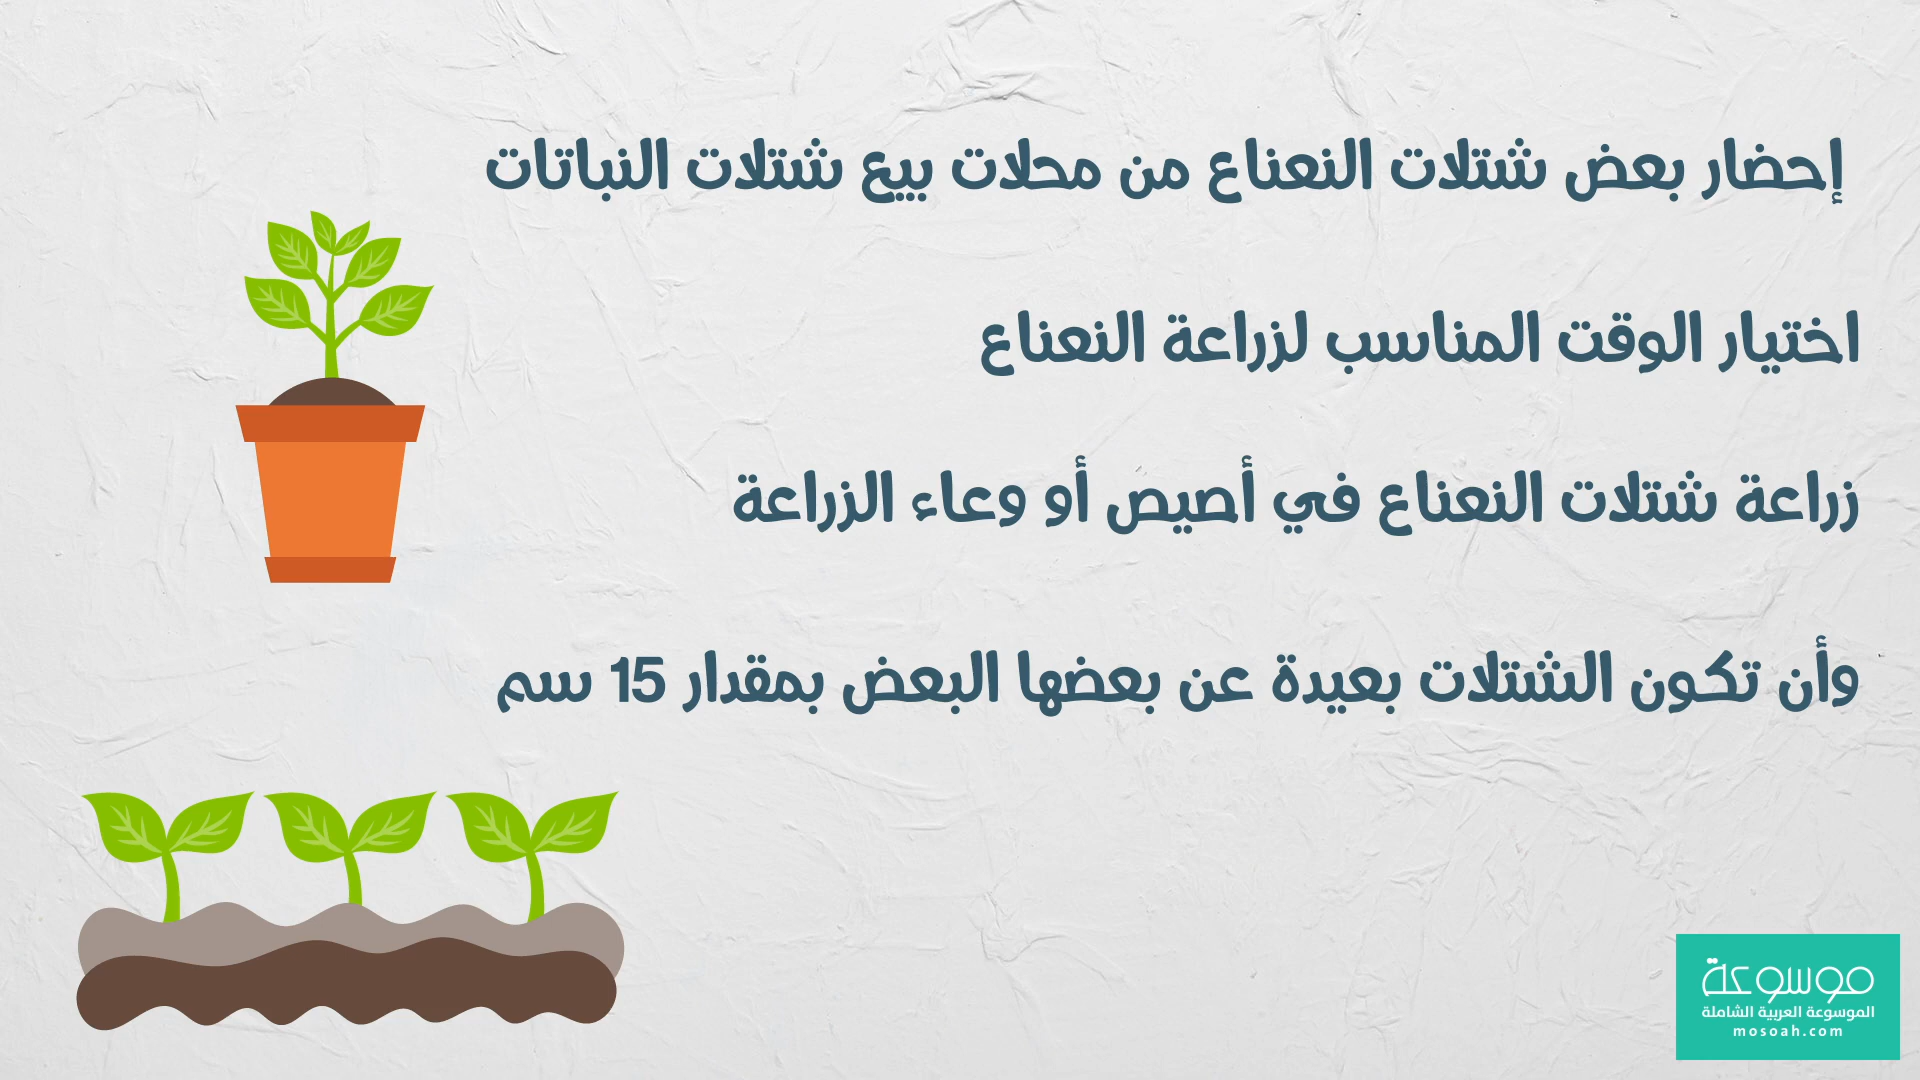 إحضار بعض شتلات النعناع من محلات بيع شتلات النباتات
اختيار الوقت المناسب لزراعة النعناع
زراعة شتلات النعناع في أصيص أو وعاء الزراعة
وأن تكون الشتلات بعيدة عن بعضها البعض بمقدار 15 سم
موسوعة
الموسوعة العربية الشاملة
mosoah.com